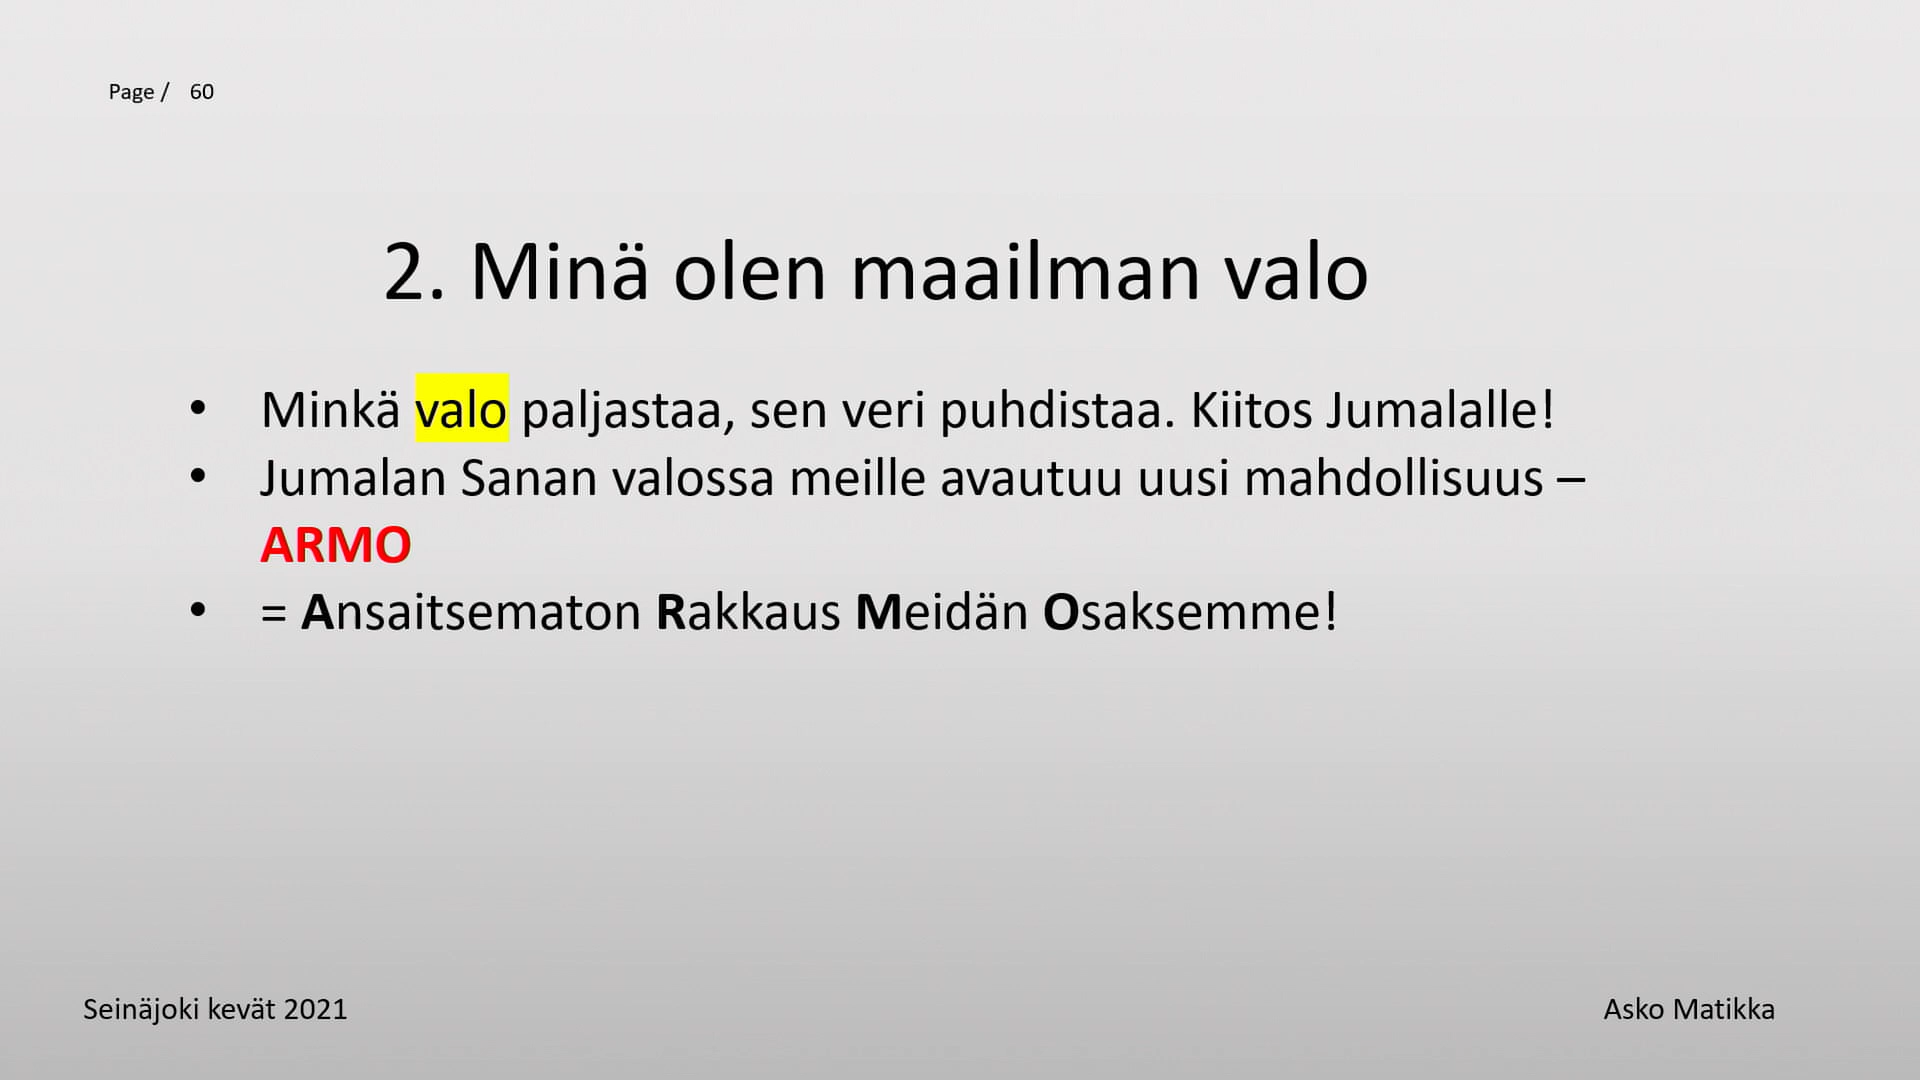 Page / 60
2. Minä olen maailman valo
• Minkä valo paljastaa, sen veri puhdistaa. Kiitos Jumalalle!
• Jumalan Sanan valossa meille avautuu uusi mahdollisuus –
ARMO
• = Ansaitsematon Rakkaus Meidän Osaksemme!
Seinäjoki kevät 2021
Asko Matikka